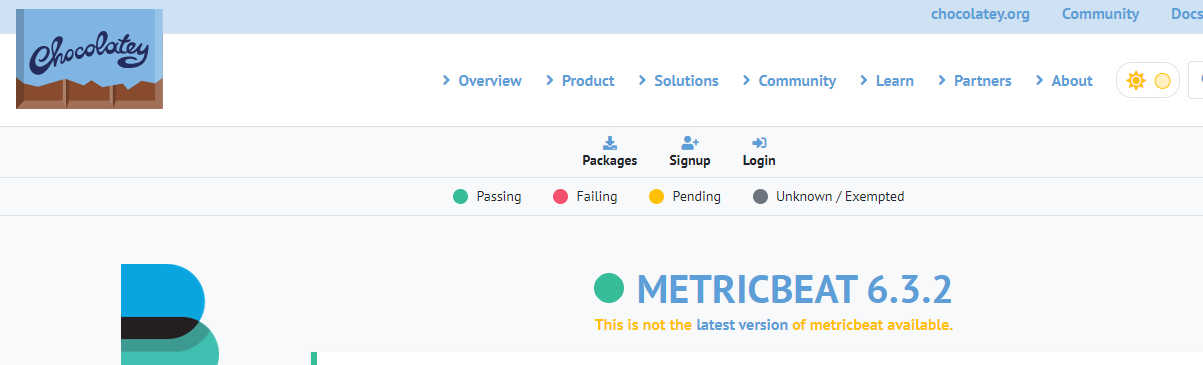 chocolatey.org Community Docs
Chocolatey
Overview Product Solutions Community Learn Partners About
Packages Signup Login
Passing Failing Pending Unknown / Exempted
METRICBEAT 6.3.2
This is not the latest version of metricbeat available.